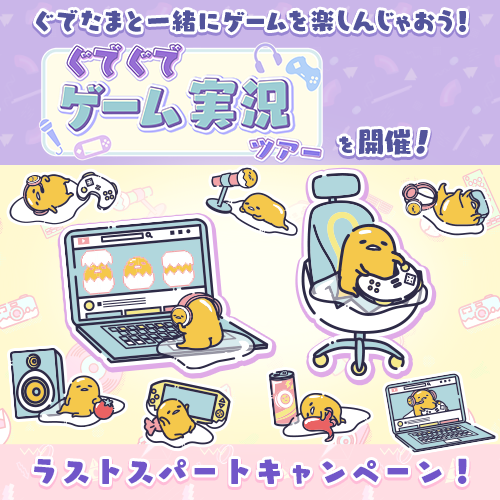 ぐでたまと一緒にゲームを楽しんじゃおう！
ぐでぐで
ゲーム実況
ツアー
を開催！
ラストスパートキャンペーン！